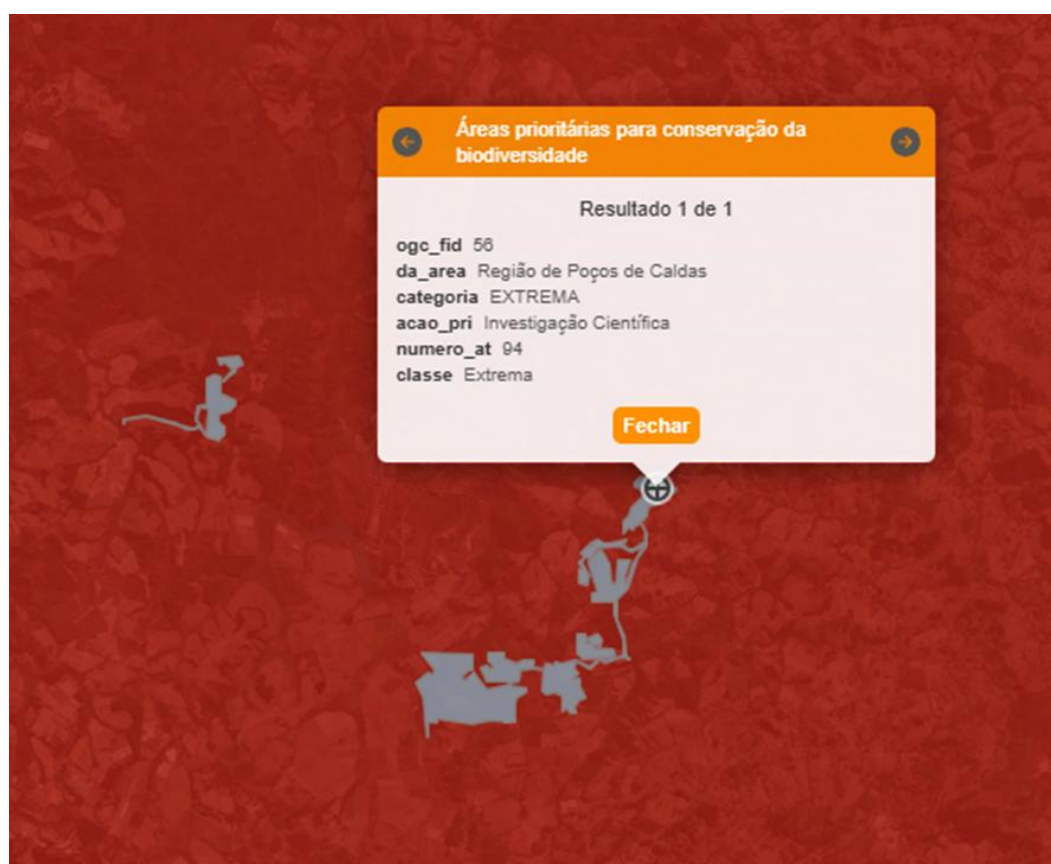 Áreas prioritárias para conservação da
biodiversidade
Resultado 1 de 1
ogc_fid 56
da_area Região de Poços de Caldas
categoria EXTREMA
acao_pri Investigação Científica
numero_at 94
classe Extrema
Fechar